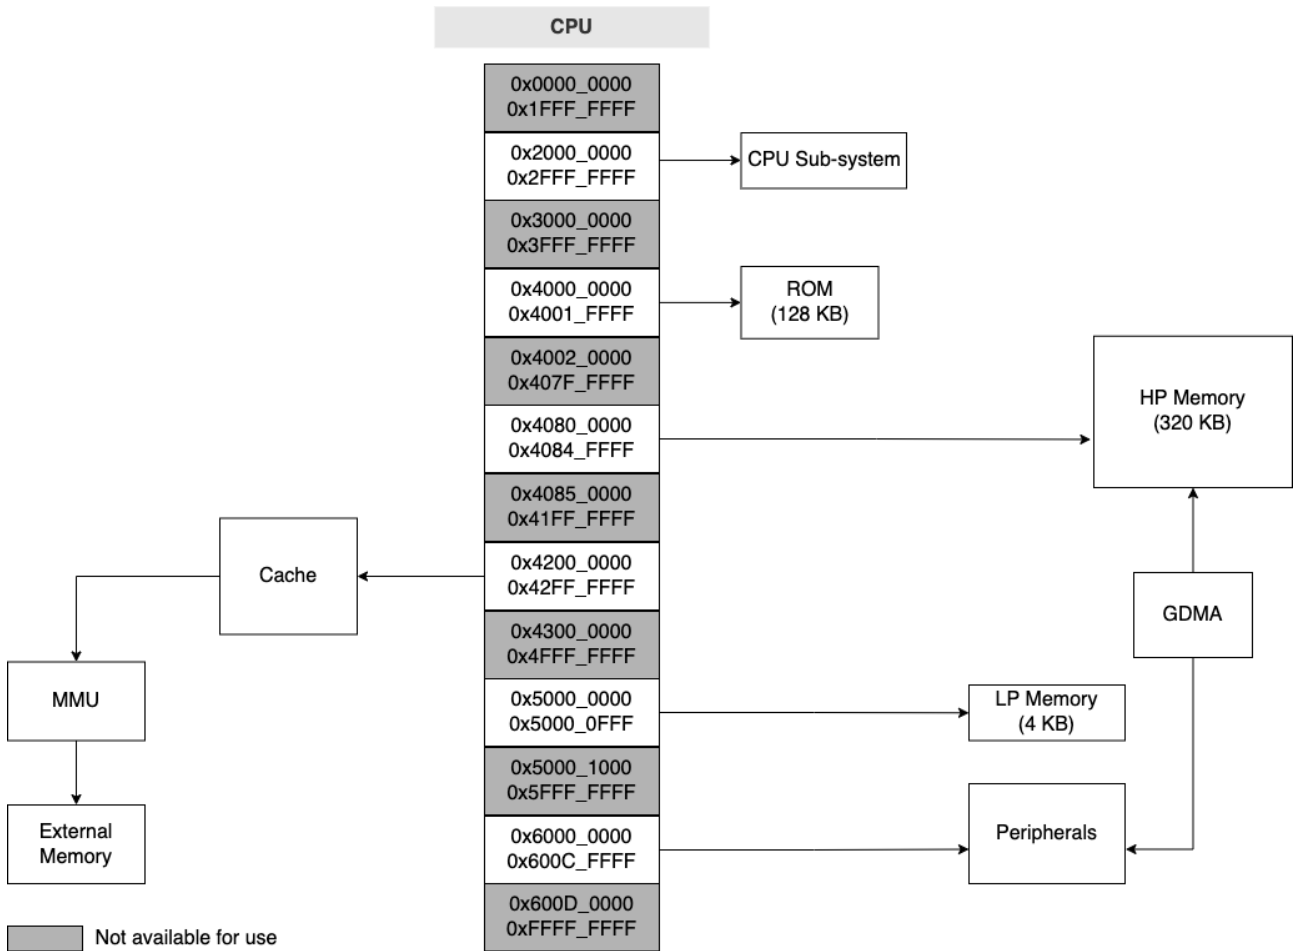 CPU
0x0000_0000
0x1FFF_FFFF
0x2000_0000
0x2FFF_FFFF
CPU Sub-system
0x3000_0000
0x3FFF_FFFF
0x4000_0000
0x4001_FFFF
ROM
(128 KB)
0x4002_0000
0x407F_FFFF
0x4080_0000
0x4084_FFFF
HP Memory
(320 KB)
0x4085_0000
0x41FF_FFFF
0x4200_0000
0x42FF_FFFF
Cache
GDMA
0x4300_0000
0x4FFF_FFFF
MMU
0x5000_0000
0x5000_0FFF
LP Memory
(4 KB)
0x5000_1000
0x5FFF_FFFF
External
Memory
0x6000_0000
0x600C_FFFF
Peripherals
0x600D_0000
0xFFFF_FFFF
Not available for use